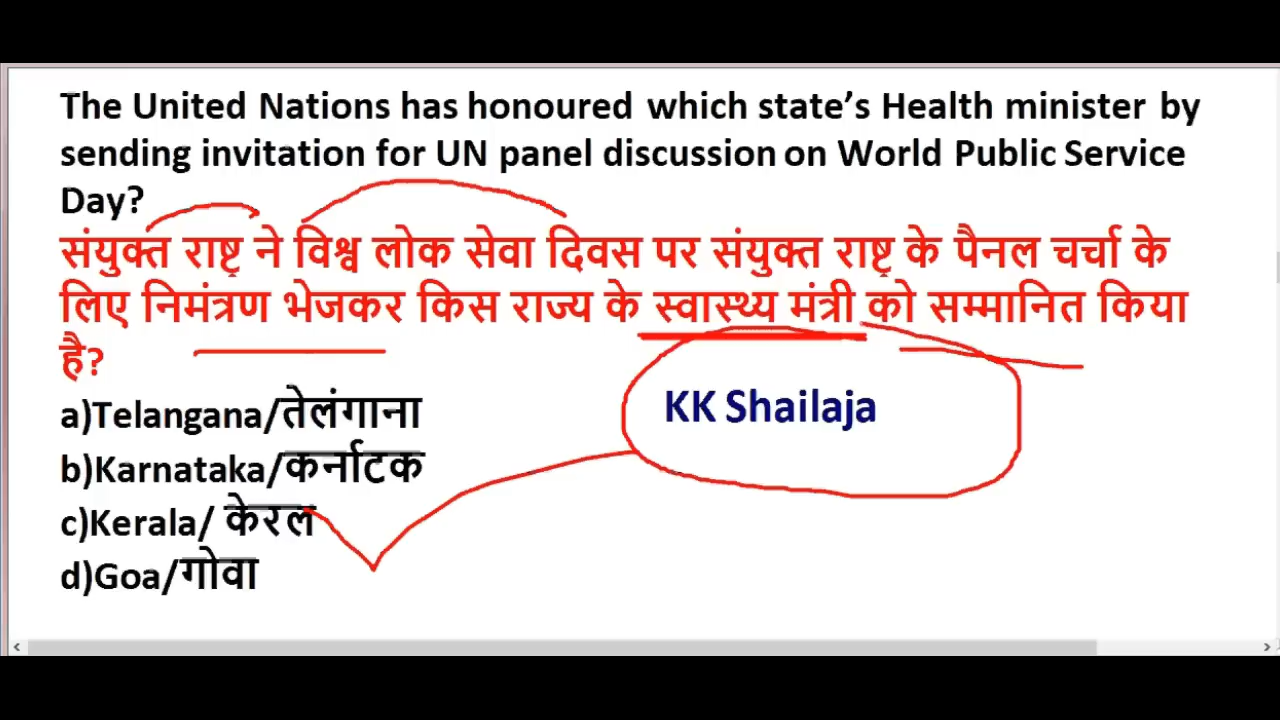 The United Nations has honoured which state’s Health minister by
sending invitation for UN panel discussion on World Public Service
Day?
संयुक्त राष्ट्र ने विश्व लोक सेवा दिवस पर संयुक्त राष्ट्र के पैनल चर्चा के
लिए निमंत्रण भेजकर किस राज्य के स्वास्थ्य मंत्री को सम्मानित किया
है?
a)Telangana/तेलंगाना
KK Shailaja
b)Karnataka/कर्नाटक
c)Kerala/ केरल
d)Goa/गोवा